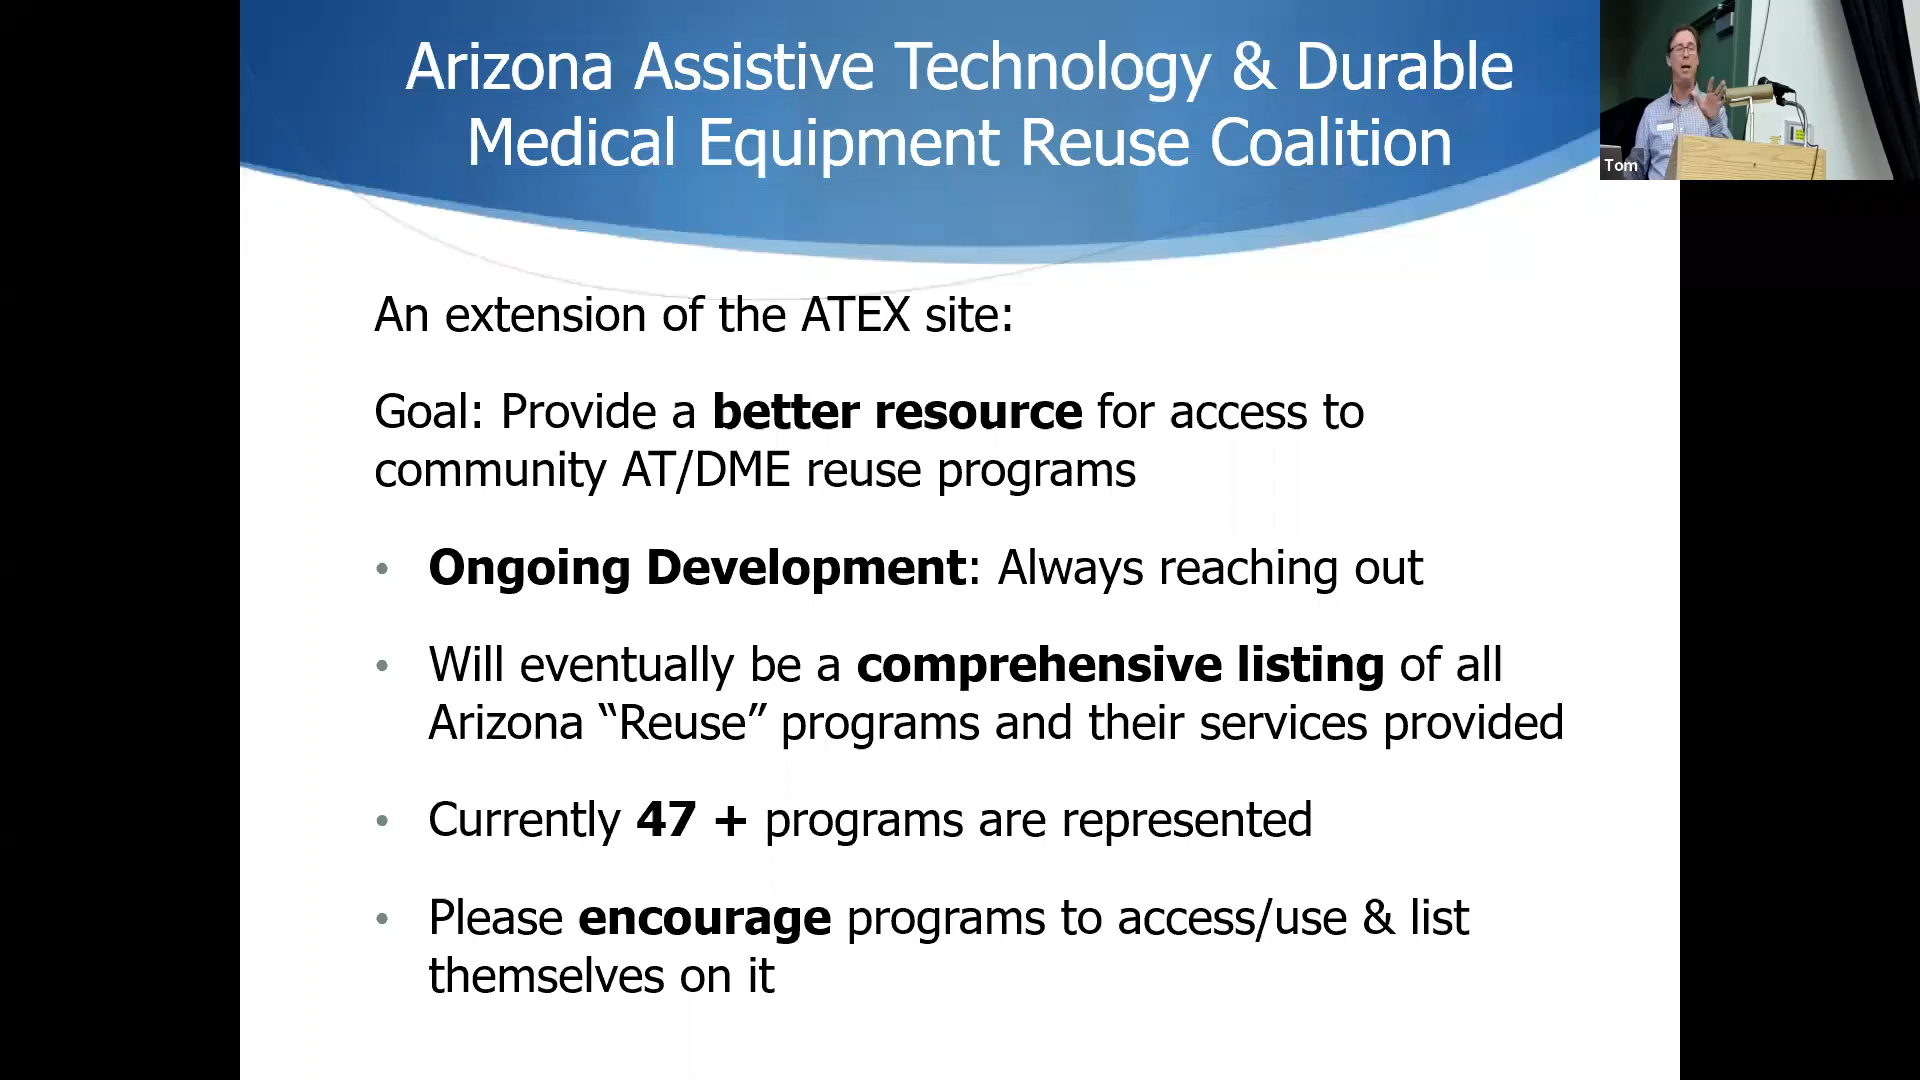 Arizona Assistive Technology & Durable
Medical Equipment Reuse Coalition
Tom
An extension of the ATEX site:
Goal: Provide a better resource for access to
community AT/DME reuse programs
• Ongoing Development: Always reaching out
• Will eventually be a comprehensive listing of all
Arizona “Reuse” programs and their services provided
• Currently 47 + programs are represented
• Please encourage programs to access/use & list
themselves on it